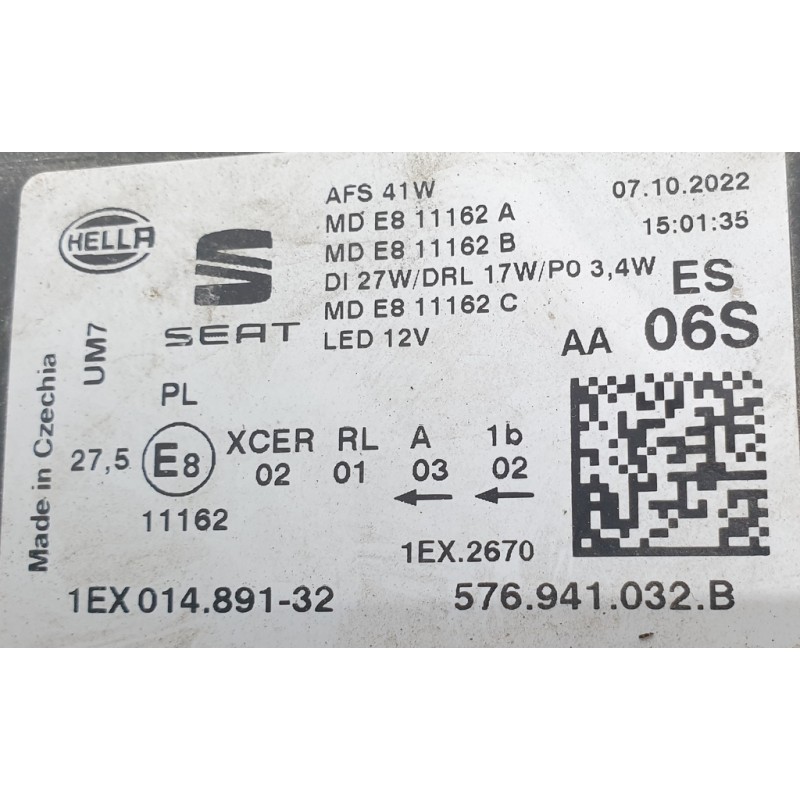 AFS 41W
07.10.2022
HELLA
MD E8 11162 A
15:01:35
MD E8 11162 B
DI 27W/DRL 17W/PO 3,4W
ES
MD E8 11162 C
SEAT
LED 12V
AA 06S
UM7
Made in Czechia
PL
27,5 E8 XCER RL A 1b
02 01 03 02
11162
1EX.2670
1EX 014.891-32
576.941.032.B